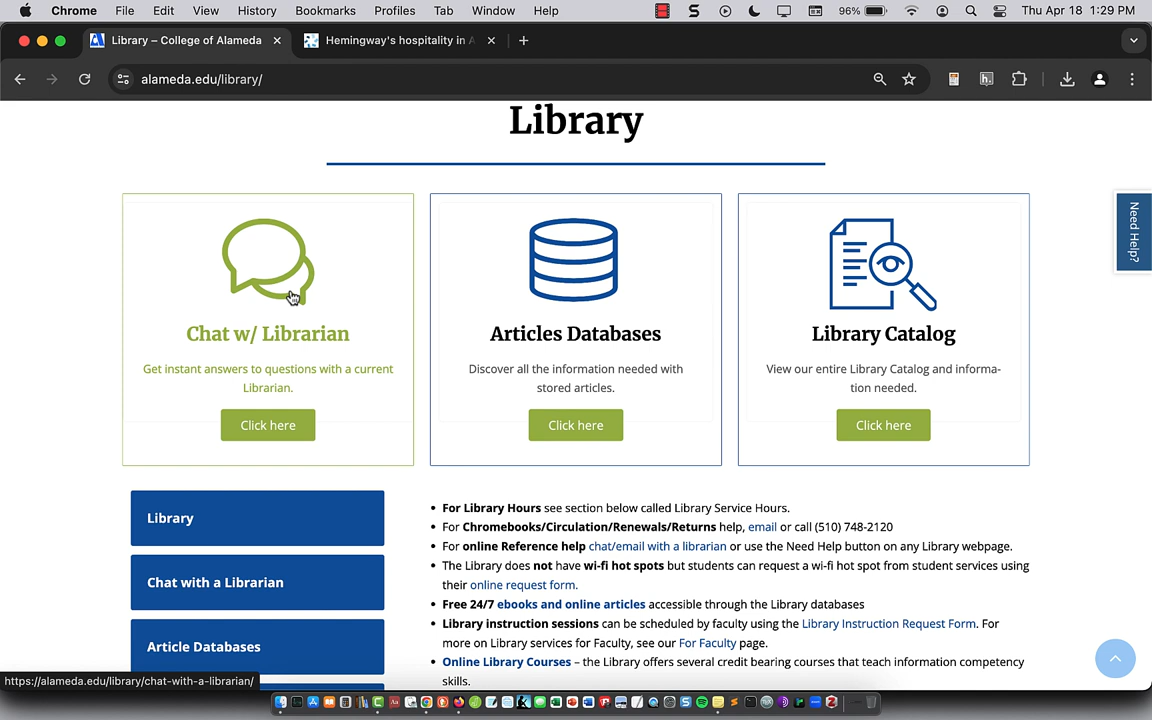 Chrome File Edit View History Bookmarks Profiles Tab Window Help 96% Thu Apr 18 1:29 PM
Library – College of Alameda Hemingway's hospitality in A
alameda.edu/library/
Library
Need Help?
Chat w/ Librarian
Get instant answers to questions with a current
Librarian.
Click here
Articles Databases
Discover all the information needed with
stored articles.
Click here
Library Catalog
View our entire Library Catalog and informa-
tion needed.
Click here
Library
Chat with a Librarian
Article Databases
• For Library Hours see section below called Library Service Hours.
• For Chromebooks/Circulation/Renewals/Returns help, email or call (510) 748-2120
• For online Reference help chat/email with a librarian or use the Need Help button on any Library webpage.
• The Library does not have wi-fi hot spots but students can request a wi-fi hot spot from student services using
their online request form.
• Free 24/7 ebooks and online articles accessible through the Library databases
• Library instruction sessions can be scheduled by faculty using the Library Instruction Request Form. For
more on Library services for Faculty, see our For Faculty page.
• Online Library Courses – the Library offers several credit bearing courses that teach information competency
skills.
https://alameda.edu/library/chat-with-a-librarian/